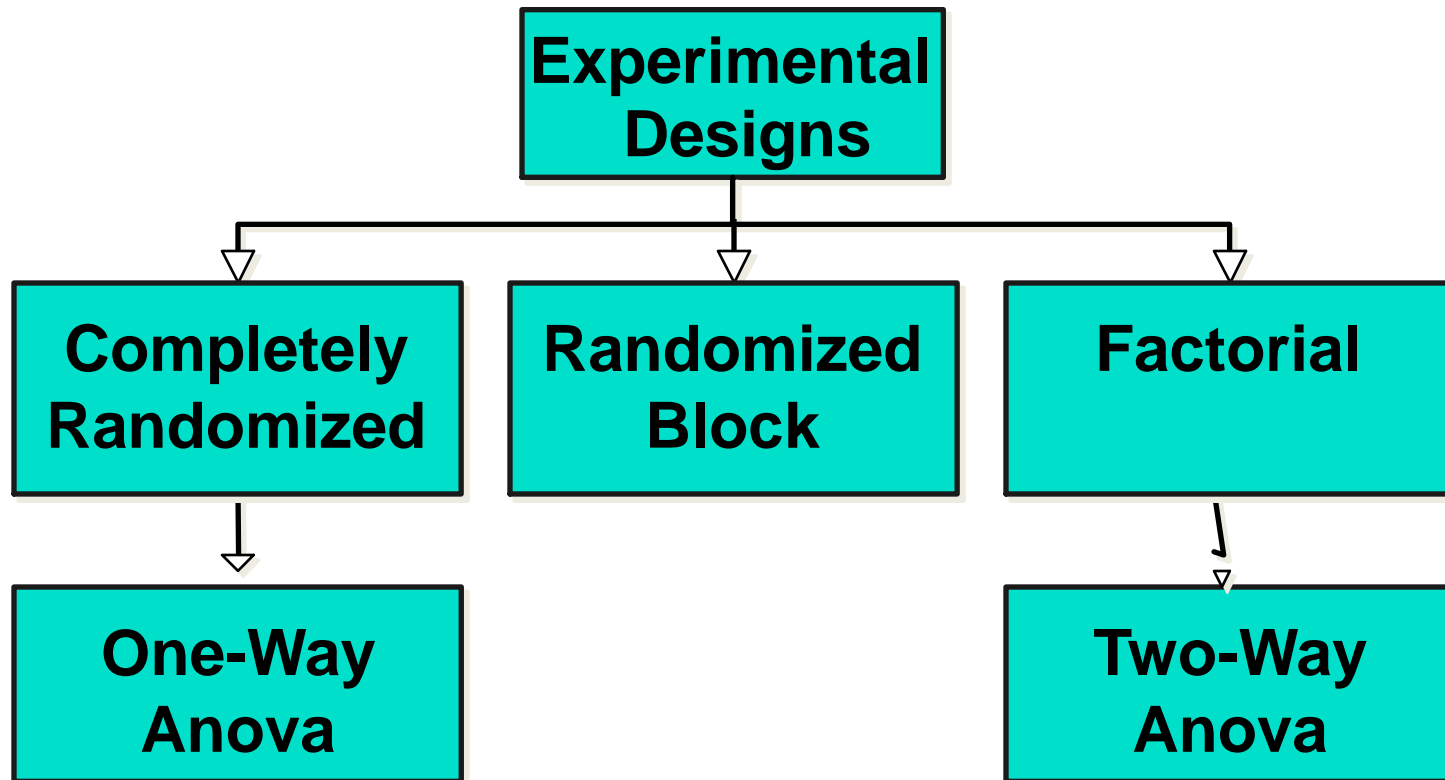 Experimental
Designs
Completely
Randomized
Randomized
Block
Factorial
One-Way
Anova
Two-Way
Anova